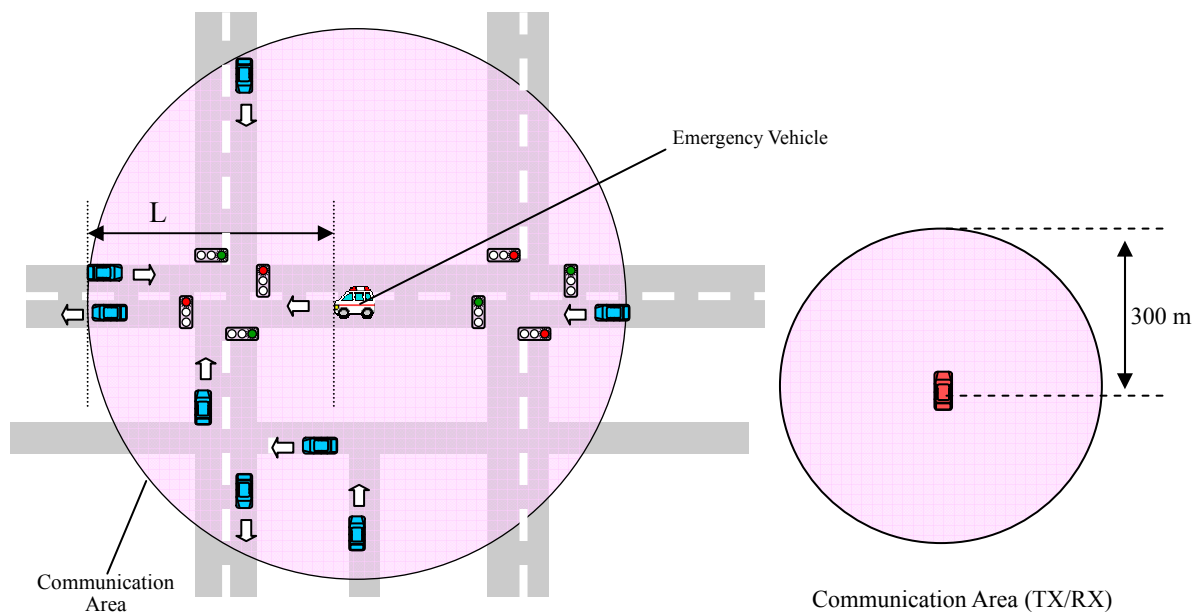 Emergency Vehicle
L
300 m
Communication
Area
Communication Area (TX/RX)